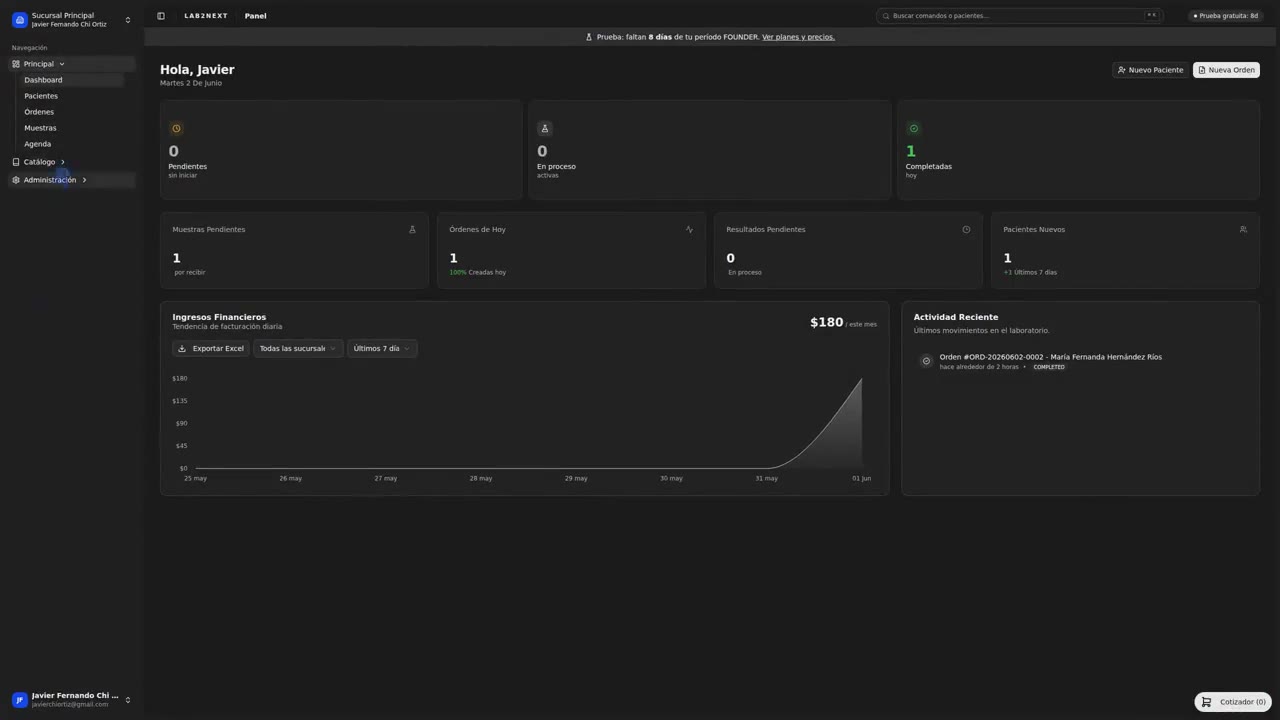 Sucursal Principal
Javier Fernando Chi Ortiz
LAB2NEXT
Panel
Buscar comandos o pacientes...
⌘ K
Prueba gratuita: 8d
Prueba: faltan 8 días de tu período FOUNDER. Ver planes y precios.
Navegación
Principal
Dashboard
Pacientes
Órdenes
Muestras
Agenda
Catálogo
Administración
Hola, Javier
Martes 2 De Junio
Nuevo Paciente
Nueva Orden
0
Pendientes
sin iniciar
0
En proceso
activas
1
Completadas
hoy
Muestras Pendientes
1
por recibir
Órdenes de Hoy
1
100% Creadas hoy
Resultados Pendientes
0
En proceso
Pacientes Nuevos
1
+1 Últimos 7 días
Ingresos Financieros
Tendencia de facturación diaria
$180 / este mes
Exportar Excel
Todas las sucursale
Últimos 7 día
$180
$135
$90
$45
$0
25 may
26 may
27 may
28 may
29 may
30 may
31 may
01 jun
Actividad Reciente
Últimos movimientos en el laboratorio.
Orden #ORD-20260602-0002 - María Fernanda Hernández Ríos
hace alrededor de 2 horas • COMPLETED
JF
Javier Fernando Chi ...
javierchiortiz@gmail.com
Cotizador (0)